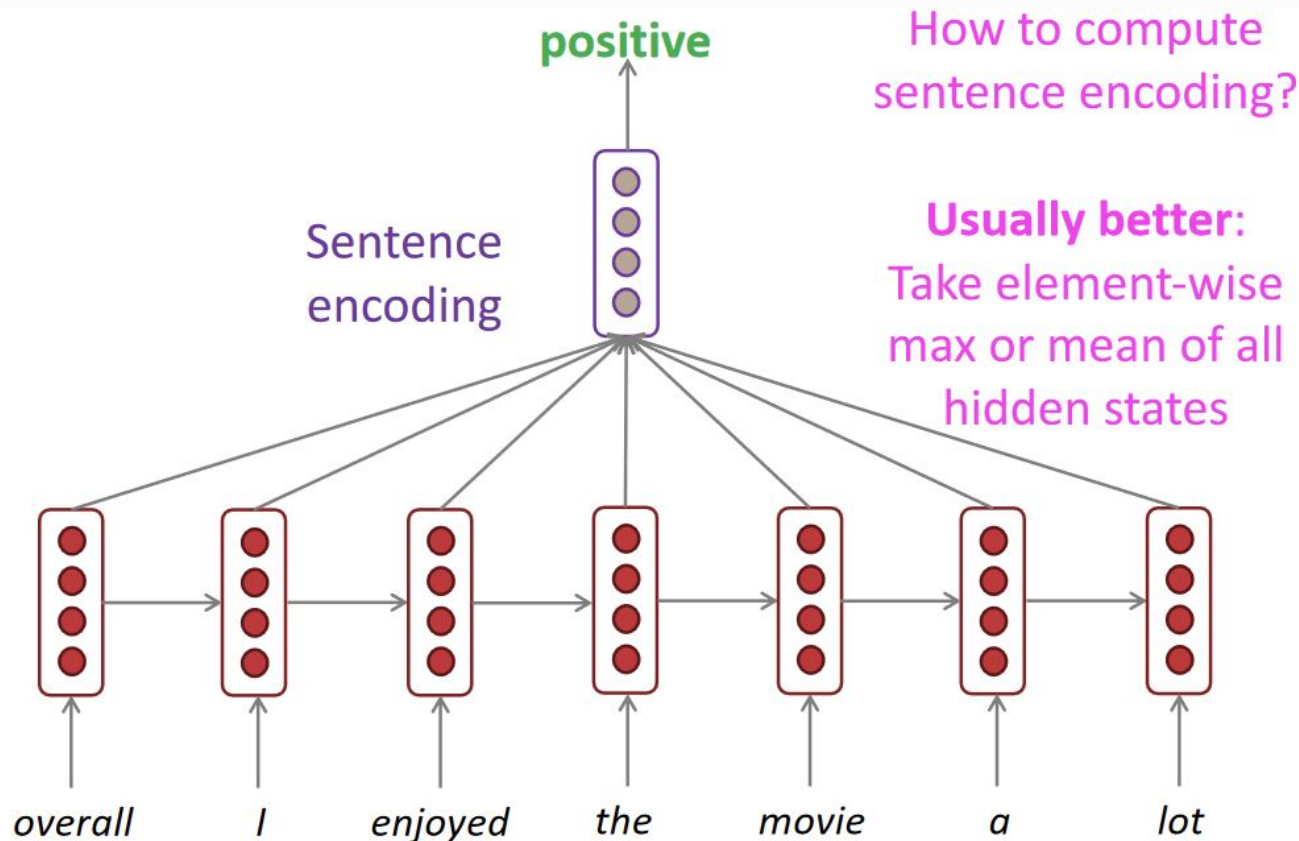 positive
How to compute
sentence encoding?
Sentence
encoding
Usually better:
Take element-wise
max or mean of all
hidden states
overall I enjoyed the movie a lot